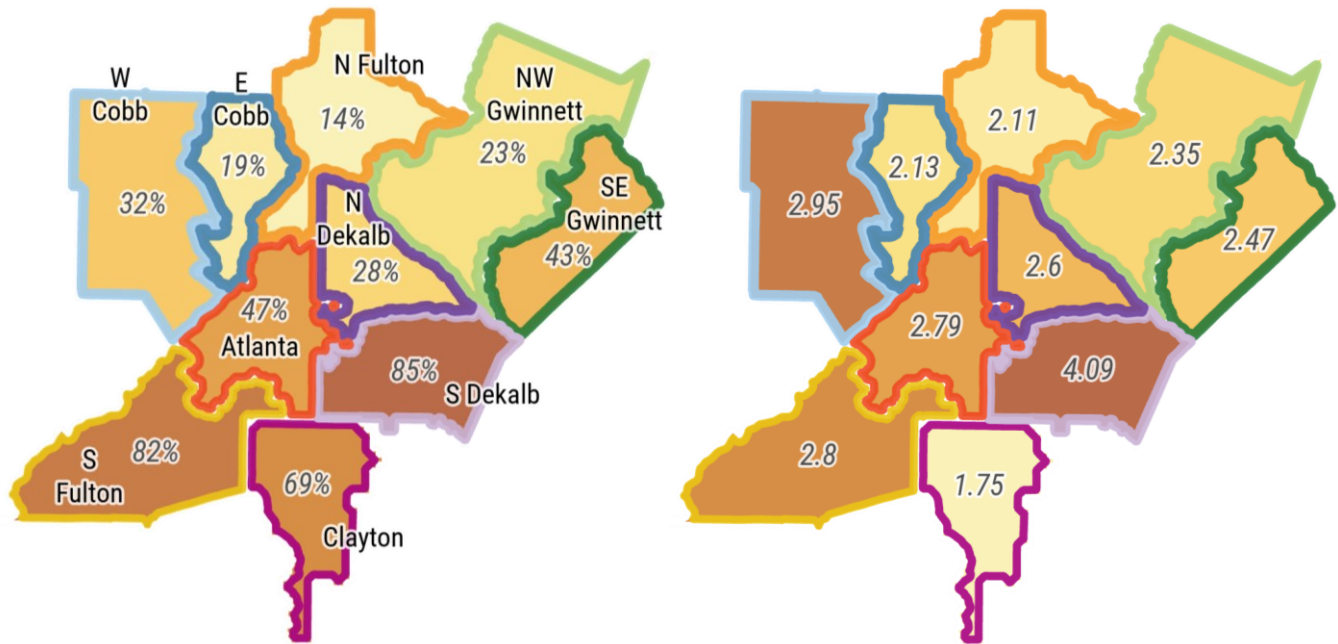 N Fulton
14%
W
Cobb
32%
E
Cobb
19%
NW
Gwinnett
23%
SE
Gwinnett
43%
N
Dekalb
28%
47%
Atlanta
85%
S Dekalb
82%
S
Fulton
69%
Clayton
2.11
2.13
2.35
2.95
2.47
2.6
2.79
4.09
2.8
1.75